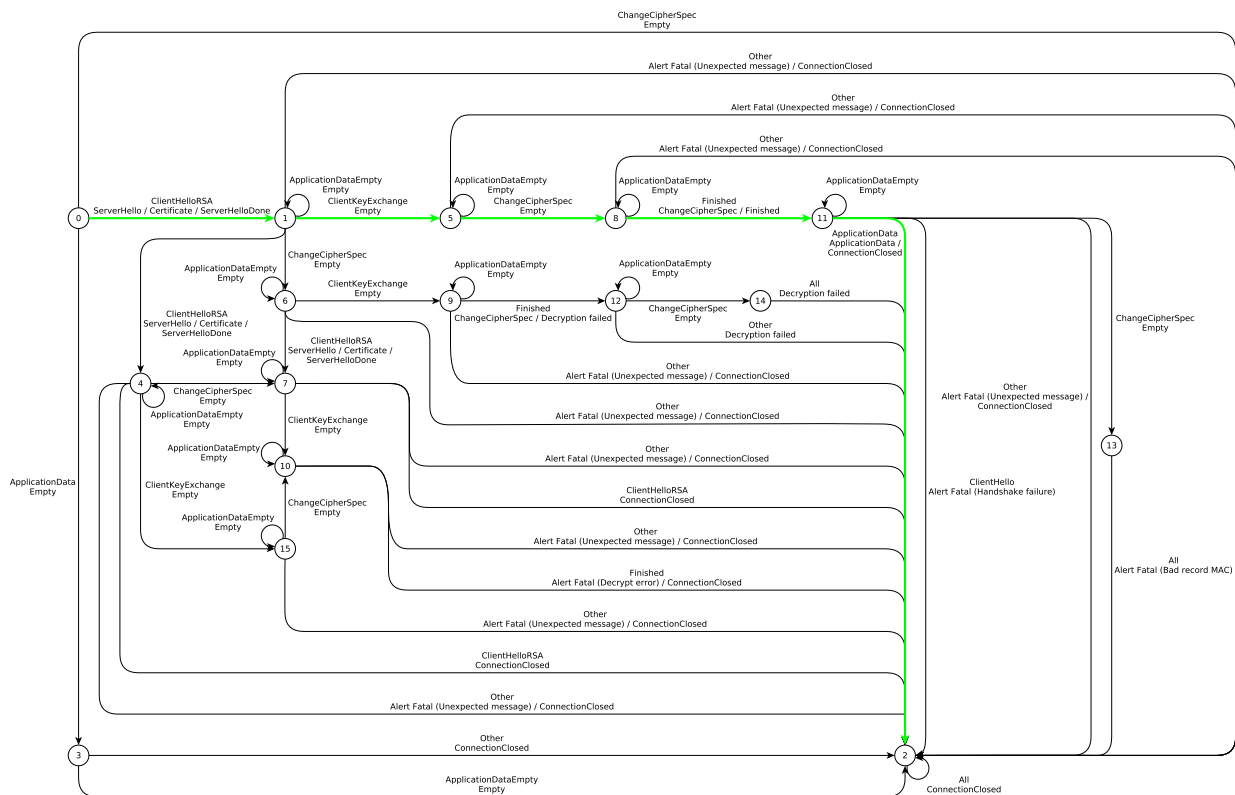 ChangeCipherSpec
Empty
Other
Alert Fatal (Unexpected message) / ConnectionClosed
Other
Alert Fatal (Unexpected message) / ConnectionClosed
Other
Alert Fatal (Unexpected message) / ConnectionClosed
ApplicationDataEmpty
Empty
ApplicationDataEmpty
Empty
ApplicationDataEmpty
Empty
ApplicationDataEmpty
Empty
0
ClientHelloRSA
ServerHello / Certificate / ServerHelloDone
1
ClientKeyExchange
Empty
5
ChangeCipherSpec
Empty
8
Finished
ChangeCipherSpec / Finished
11
ApplicationData
ApplicationData /
ConnectionClosed
ChangeCipherSpec
Empty
ApplicationDataEmpty
Empty
6
ClientKeyExchange
Empty
ApplicationDataEmpty
Empty
9
Finished
ChangeCipherSpec / Decryption failed
ApplicationDataEmpty
Empty
12
ChangeCipherSpec
Empty
14
All
Decryption failed
Other
Decryption failed
ChangeCipherSpec
Empty
ClientHelloRSA
ServerHello / Certificate /
ServerHelloDone
ClientHelloRSA
ServerHello / Certificate /
ServerHelloDone
ApplicationDataEmpty
Empty
4
ChangeCipherSpec
Empty
ApplicationDataEmpty
Empty
7
Other
Alert Fatal (Unexpected message) / ConnectionClosed
Other
Alert Fatal (Unexpected message) / ConnectionClosed
Other
Alert Fatal (Unexpected message) /
ConnectionClosed
ClientKeyExchange
Empty
13
ApplicationDataEmpty
Empty
10
Other
Alert Fatal (Unexpected message) / ConnectionClosed
ApplicationData
Empty
ClientKeyExchange
Empty
ChangeCipherSpec
Empty
ClientHelloRSA
ConnectionClosed
ClientHello
Alert Fatal (Handshake failure)
ApplicationDataEmpty
Empty
15
Other
Alert Fatal (Unexpected message) / ConnectionClosed
All
Alert Fatal (Bad record MAC)
Finished
Alert Fatal (Decrypt error) / ConnectionClosed
Other
Alert Fatal (Unexpected message) / ConnectionClosed
ClientHelloRSA
ConnectionClosed
Other
Alert Fatal (Unexpected message) / ConnectionClosed
3
Other
ConnectionClosed
2
ApplicationDataEmpty
Empty
All
ConnectionClosed